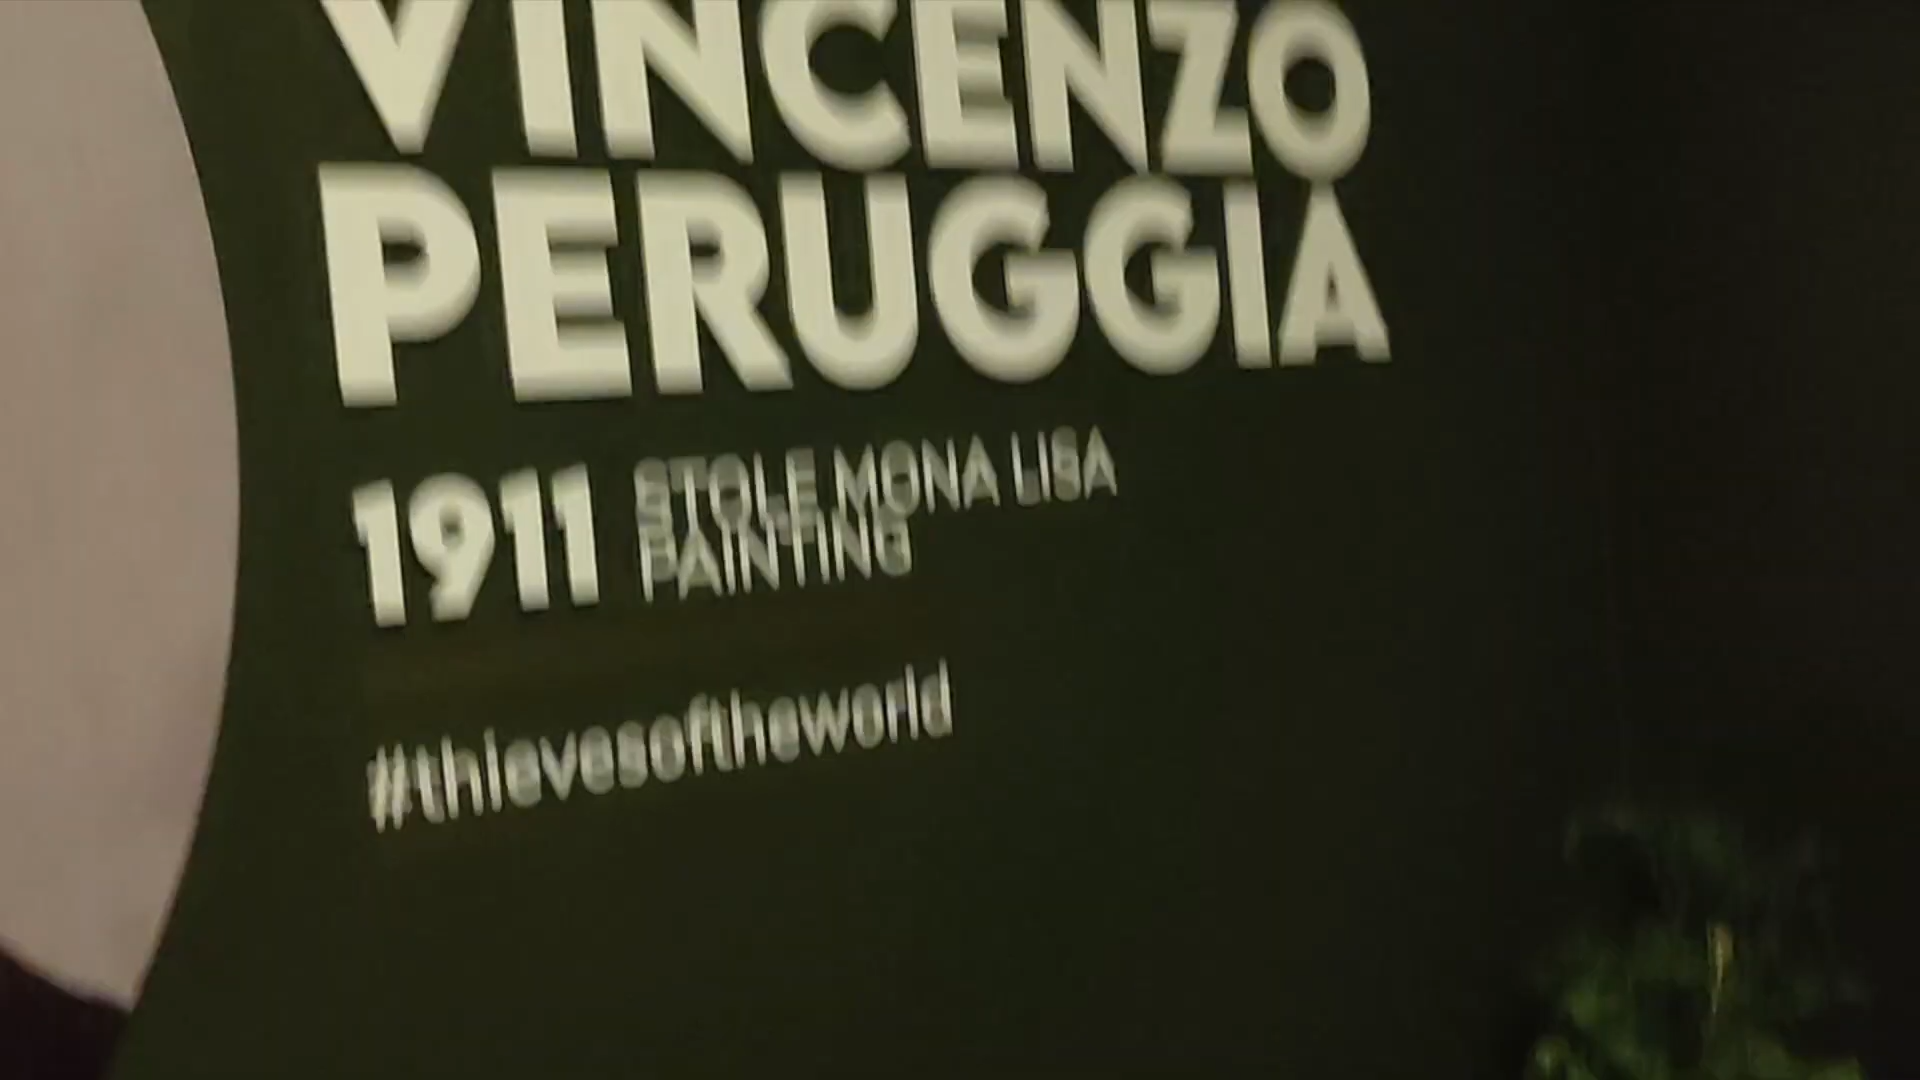 VINCENZO
PERUGGIA
1911 STOLE MONA LISA
PAINTING
#thievesoftheworld